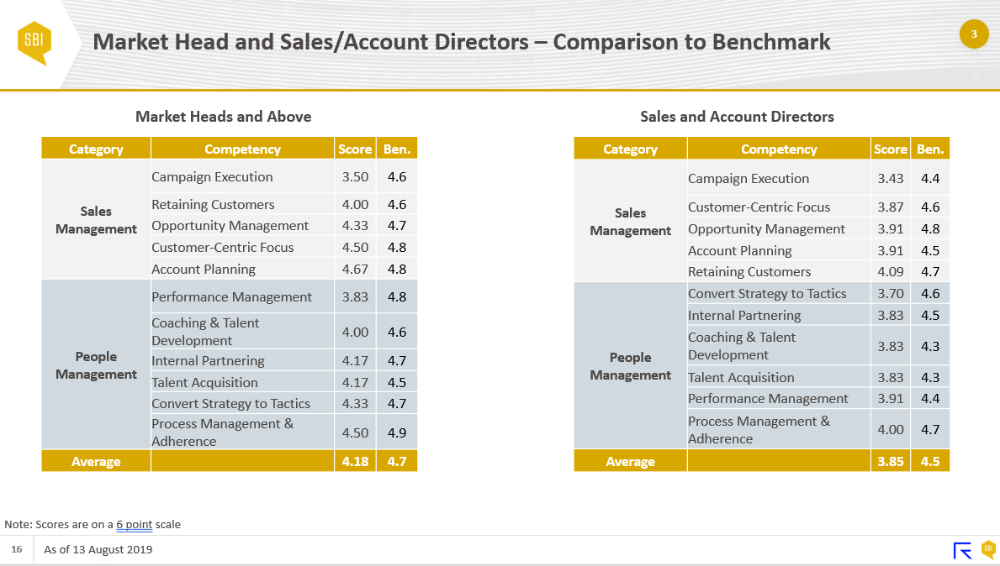 SBI
Market Head and Sales/Account Directors – Comparison to Benchmark
3
Market Heads and Above
Category Competency Score Ben.
Sales Management
Campaign Execution 3.50 4.6
Retaining Customers 4.00 4.6
Opportunity Management 4.33 4.7
Customer-Centric Focus 4.50 4.8
Account Planning 4.67 4.8
People Management
Performance Management 3.83 4.8
Coaching & Talent
Development 4.00 4.6
Internal Partnering 4.17 4.7
Talent Acquisition 4.17 4.5
Convert Strategy to Tactics 4.33 4.7
Process Management &
Adherence 4.50 4.9
Average 4.18 4.7
Sales and Account Directors
Category Competency Score Ben.
Sales Management
Campaign Execution 3.43 4.4
Customer-Centric Focus 3.87 4.6
Opportunity Management 3.91 4.8
Account Planning 3.91 4.5
Retaining Customers 4.09 4.7
People Management
Convert Strategy to Tactics 3.70 4.6
Internal Partnering 3.83 4.5
Coaching & Talent
Development 3.83 4.3
Talent Acquisition 3.83 4.3
Performance Management 3.91 4.4
Process Management &
Adherence 4.00 4.7
Average 3.85 4.5
Note: Scores are on a 6 point scale
16 As of 13 August 2019
SBI